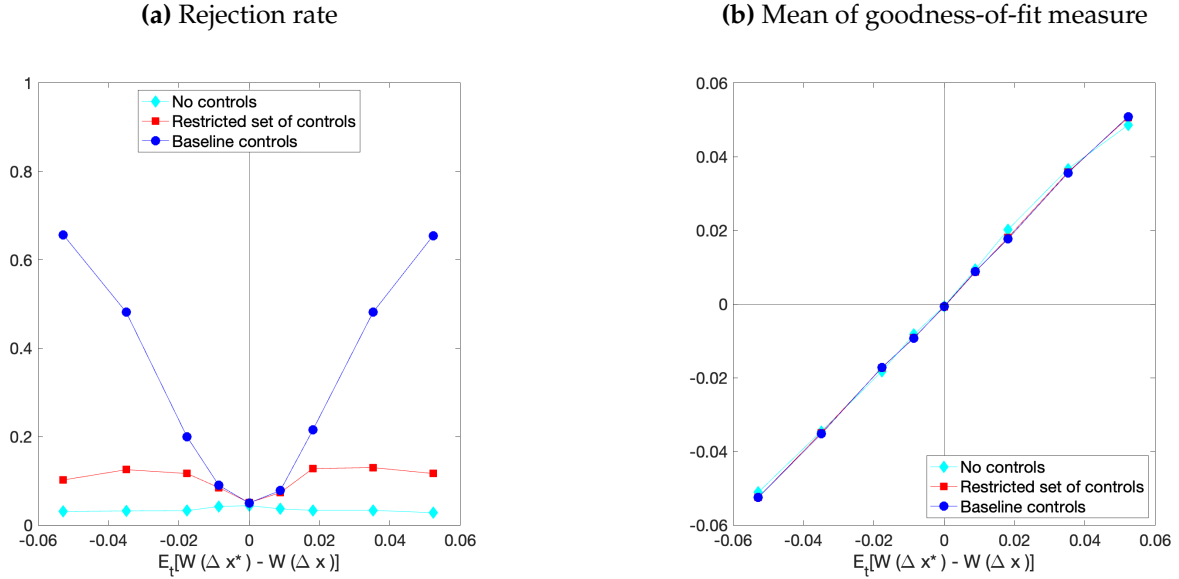 (a) Rejection rate
1
0.8
0.6
0.4
0.2
0
-0.06 -0.04 -0.02 0 0.02 0.04 0.06
No controls
Restricted set of controls
Baseline controls
E_t[W (Δ x*) - W (Δ x)]
(b) Mean of goodness-of-fit measure
0.06
0.04
0.02
0
-0.02
-0.04
-0.06
-0.06 -0.04 -0.02 0 0.02 0.04 0.06
No controls
Restricted set of controls
Baseline controls
E_t[W (Δ x*) - W (Δ x)]